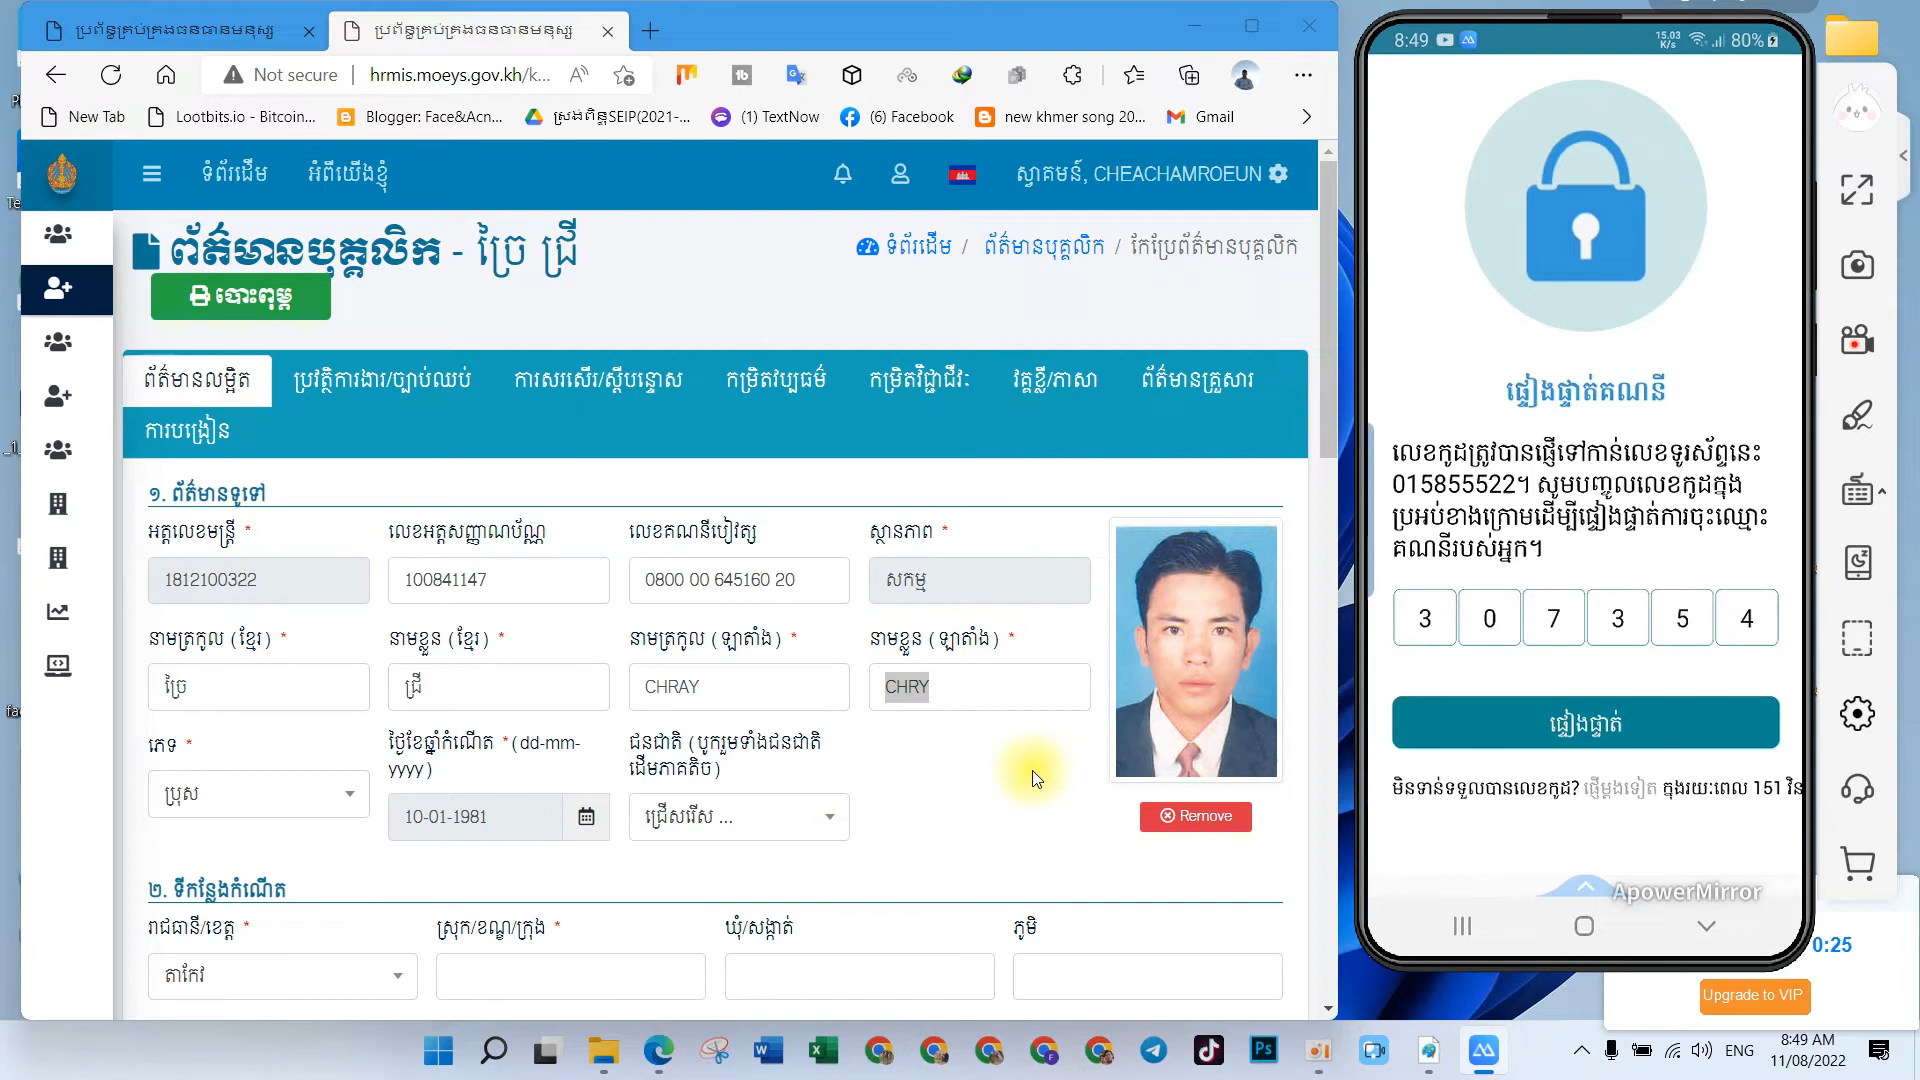 ប្រព័ន្ធគ្រប់គ្រងធនធានមនុស្ស
ប្រព័ន្ធគ្រប់គ្រងធនធានមនុស្ស
Not secure
hrmis.moeys.gov.kh/k...
New Tab
Lootbits.io - Bitcoin...
Blogger: Face&Acn...
ស្រង់ពិន្ទុSEIP(2021-...
(1) TextNow
(6) Facebook
new khmer song 20...
Gmail
ទំព័រដើម
អំពីយើងខ្ញុំ
ស្វាគមន៍, CHEACHAMROEUN
ព័ត៌មានបុគ្គលិក - ច្រៃ ជ្រី
ទំព័រដើម / ព័ត៌មានបុគ្គលិក / កែប្រែព័ត៌មានបុគ្គលិក
បោះពុម្ព
ព័ត៌មានលម្អិត
ប្រវត្តិការងារ/ច្បាប់ឈប់
ការសរសើរ/ស្តីបន្ទោស
កម្រិតវប្បធម៌
កម្រិតវិជ្ជាជីវៈ
វគ្គខ្លី/ភាសា
ព័ត៌មានគ្រួសារ
ការបង្រៀន
១. ព័ត៌មានទូទៅ
អត្តលេខមន្ត្រី *
លេខអត្តសញ្ញាណប័ណ្ណ
លេខគណនីបៀវត្ស
ស្ថានភាព *
1812100322
100841147
0800 00 645160 20
សកម្ម
នាមត្រកូល (ខ្មែរ) *
នាមខ្លួន (ខ្មែរ) *
នាមត្រកូល (ឡាតាំង) *
នាមខ្លួន (ឡាតាំង) *
ច្រៃ
ជ្រី
CHRAY
CHRY
ភេទ *
ថ្ងៃខែឆ្នាំកំណើត *(dd-mm-
yyyy)
ជនជាតិ (បូករួមទាំងជនជាតិ
ដើមភាគតិច)
ប្រុស
10-01-1981
ជ្រើសរើស ...
Remove
២. ទីកន្លែងកំណើត
រាជធានី/ខេត្ត *
ស្រុក/ខណ្ឌ/ក្រុង *
ឃុំ/សង្កាត់
ភូមិ
តាកែវ
8:49
15.03
K/s
80%
ផ្ទៀងផ្ទាត់គណនី
លេខកូដត្រូវបានផ្ញើទៅកាន់លេខទូរស័ព្ទនេះ
015855522។ សូមបញ្ចូលលេខកូដក្នុង
ប្រអប់ខាងក្រោមដើម្បីផ្ទៀងផ្ទាត់ការចុះឈ្មោះ
គណនីរបស់អ្នក។
3 0 7 3 5 4
ផ្ទៀងផ្ទាត់
មិនទាន់ទទួលបានលេខកូដ? ផ្ញើម្តងទៀត ក្នុងរយៈពេល 151 វិន
ApowerMirror
0:25
Upgrade to VIP
ENG
8:49 AM
11/08/2022